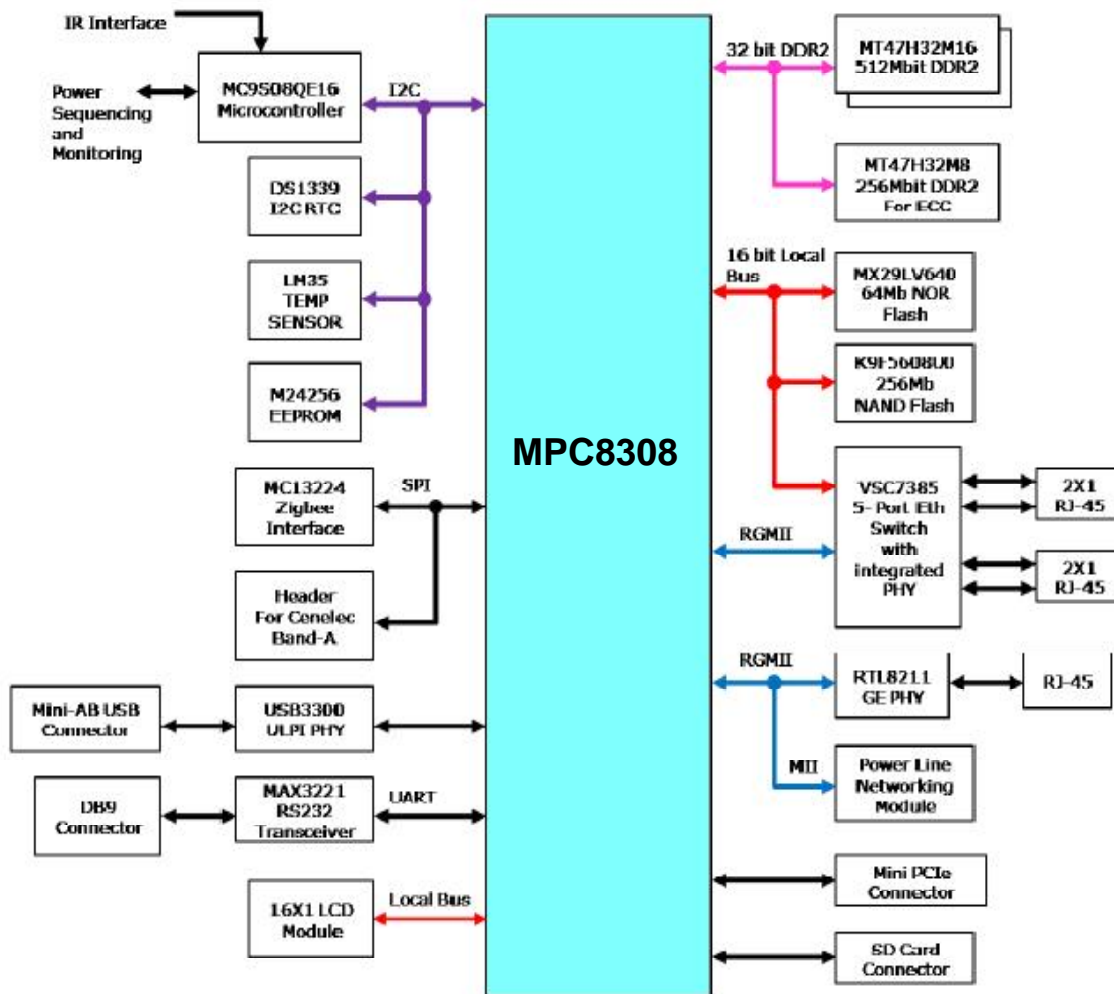 IR Interface
Power
Sequencing
and
Monitoring
MC9S08QE16
Microcontroller
I2C
DS1339
I2C RTC
LM35
TEMP
SENSOR
M24256
EEPROM
MC13224
Zigbee
Interface
SPI
Header
For Cenelec
Band-A
Mini-AB USB
Connector
USB3300
ULPI PHY
DB9
Connector
MAX3221
RS232
Transceiver
UART
16X1 LCD
Module
Local Bus
MPC8308
32 bit DDR2
MT47H32M16
512Mbit DDR2
MT47H32M8
256Mbit DDR2
For ECC
16 bit Local
Bus
MX29LV640
64Mb NOR
Flash
K9F5608U0
256Mb
NAND Flash
VSC7385
5- Port Eth
Switch
with
integrated
PHY
2X1
RJ-45
2X1
RJ-45
RGMII
RGMII
RTL8211
GE PHY
RJ-45
MII
Power Line
Networking
Module
Mini PCIe
Connector
SD Card
Connector